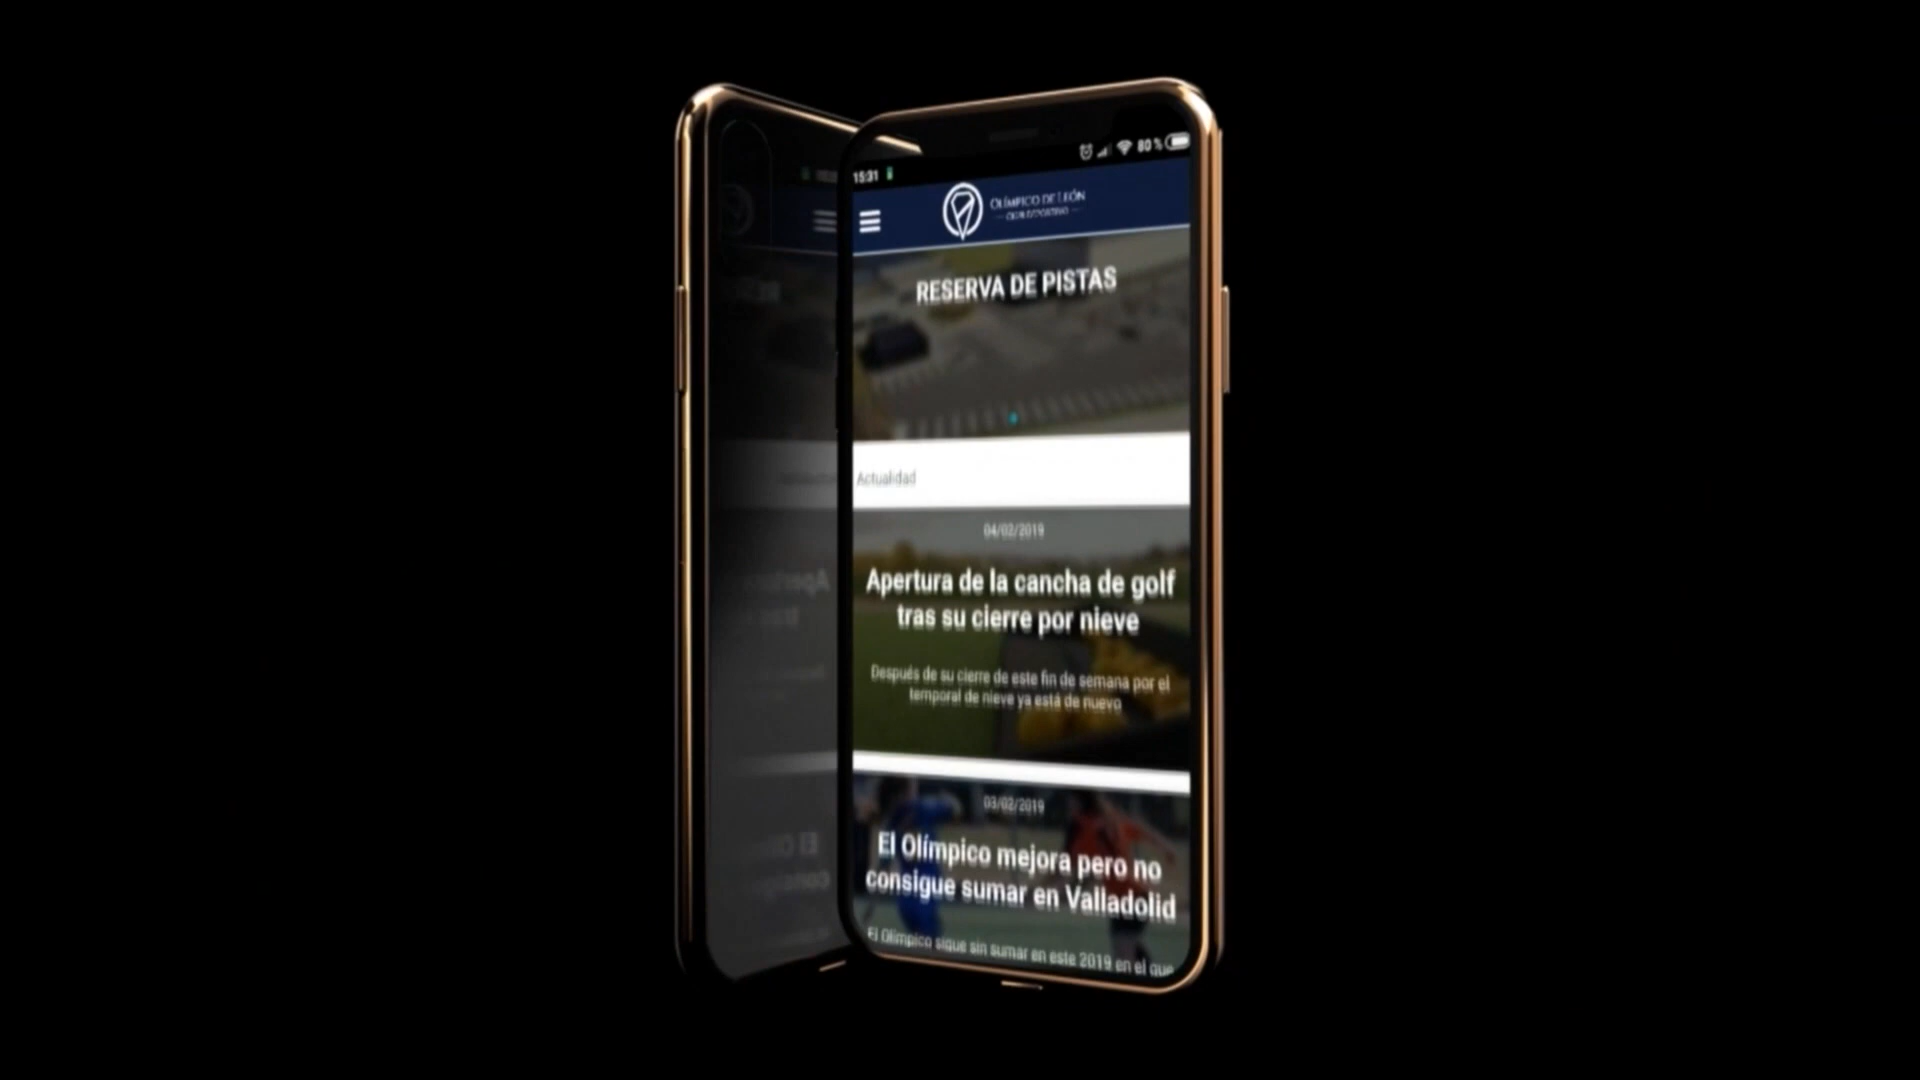 15:31
80 %
OLÍMPICO DE LEÓN
CLUB DEPORTIVO
RESERVA DE PISTAS
Actualidad
04/02/2019
Apertura de la cancha de golf
tras su cierre por nieve
Después de su cierre de este fin de semana por el
temporal de nieve ya está de nuevo
03/02/2019
El Olímpico mejora pero no
consigue sumar en Valladolid
El Olímpico sigue sin sumar en este 2019 en el que